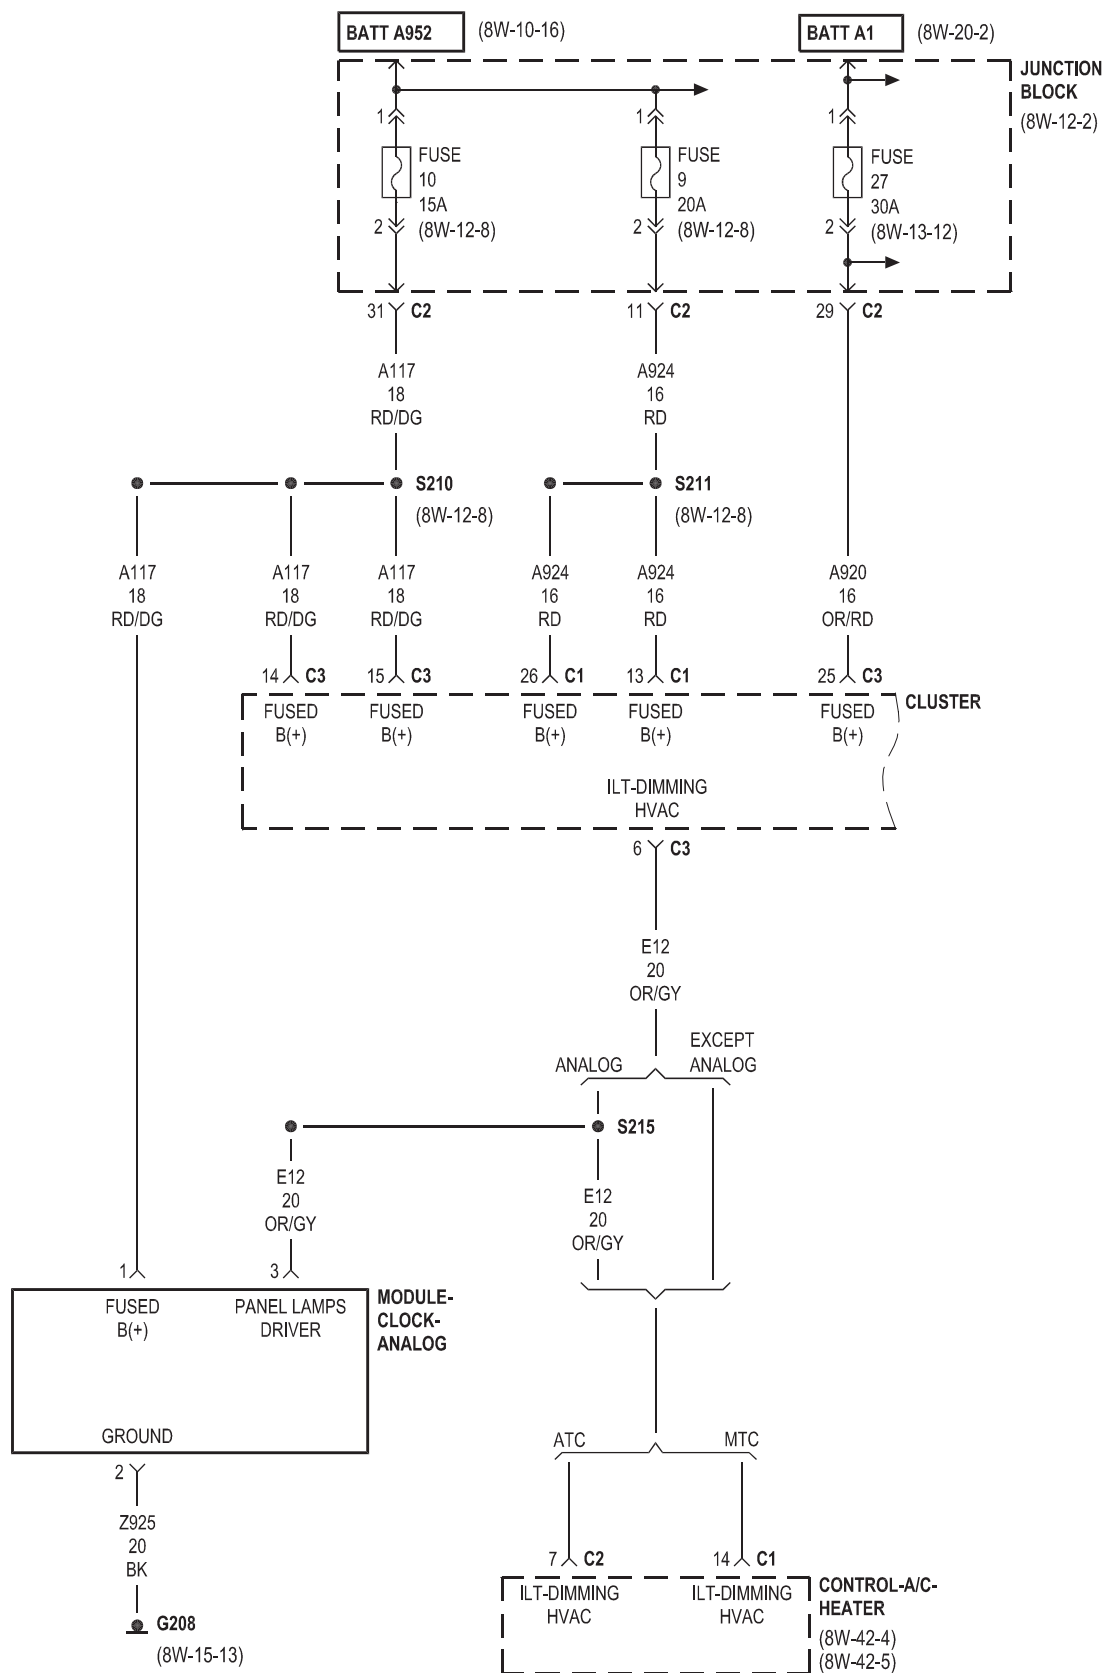 BATT A952
(8W-10-16)
BATT A1
(8W-20-2)
JUNCTION
BLOCK
(8W-12-2)
1
1
1
FUSE
10
15A
(8W-12-8)
FUSE
9
20A
(8W-12-8)
FUSE
27
30A
(8W-13-12)
2
2
2
31 C2
11 C2
29 C2
A117
18
RD/DG
A924
16
RD
S210
(8W-12-8)
S211
(8W-12-8)
A117
18
RD/DG
A117
18
RD/DG
A117
18
RD/DG
A924
16
RD
A924
16
RD
A920
16
OR/RD
14 C3
15 C3
26 C1
13 C1
25 C3
CLUSTER
FUSED
B(+)
FUSED
B(+)
FUSED
B(+)
FUSED
B(+)
FUSED
B(+)
ILT-DIMMING
HVAC
6 C3
E12
20
OR/GY
ANALOG
EXCEPT
ANALOG
S215
E12
20
OR/GY
E12
20
OR/GY
1
3
FUSED
B(+)
PANEL LAMPS
DRIVER
MODULE-
CLOCK-
ANALOG
GROUND
2
Z925
20
BK
G208
(8W-15-13)
ATC
MTC
7 C2
14 C1
ILT-DIMMING
HVAC
ILT-DIMMING
HVAC
CONTROL-A/C-
HEATER
(8W-42-4)
(8W-42-5)